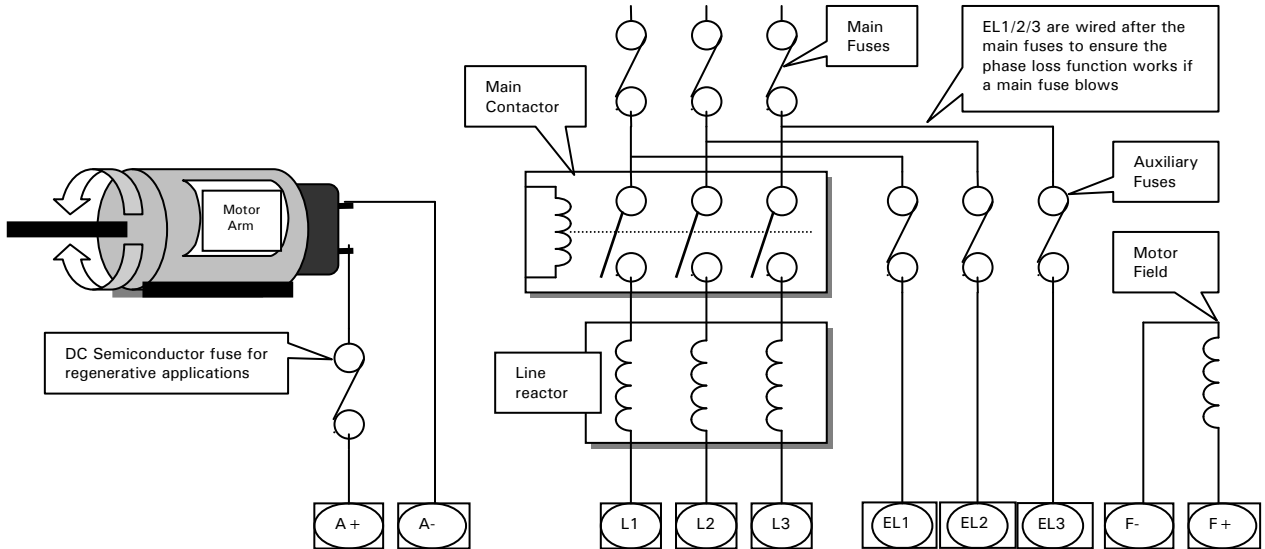 Main
Fuses
EL1/2/3 are wired after the
main fuses to ensure the
phase loss function works if
a main fuse blows
Main
Contactor
Auxiliary
Fuses
Motor
Arm
Motor
Field
DC Semiconductor fuse for
regenerative applications
Line
reactor
A+
A-
L1
L2
L3
EL1
EL2
EL3
F-
F+